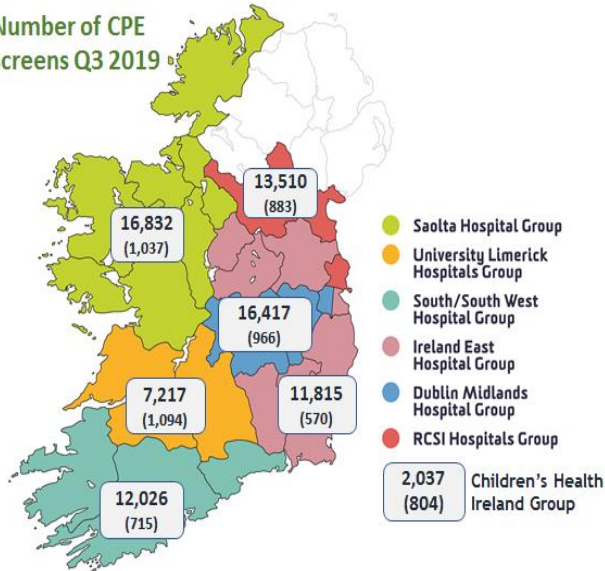 Number of CPE
screens Q3 2019
13,510
(883)
16,832
(1,037)
16,417
(966)
7,217
(1,094)
11,815
(570)
12,026
(715)
Saolta Hospital Group
University Limerick
Hospitals Group
South/South West
Hospital Group
Ireland East
Hospital Group
Dublin Midlands
Hospital Group
RCSI Hospitals Group
2,037
(804)
Children's Health
Ireland Group